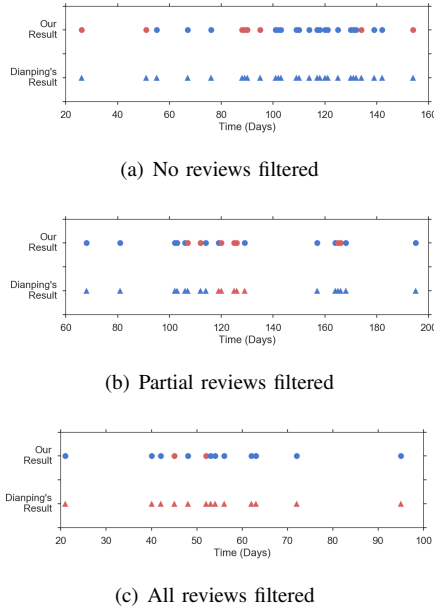 Our
Result
Dianping's
Result
20 40 60 80 100 120 140 160
Time (Days)
(a) No reviews filtered
Our
Result
Dianping's
Result
60 80 100 120 140 160 180 200
Time (Days)
(b) Partial reviews filtered
Our
Result
Dianping's
Result
20 30 40 50 60 70 80 90 100
Time (Days)
(c) All reviews filtered